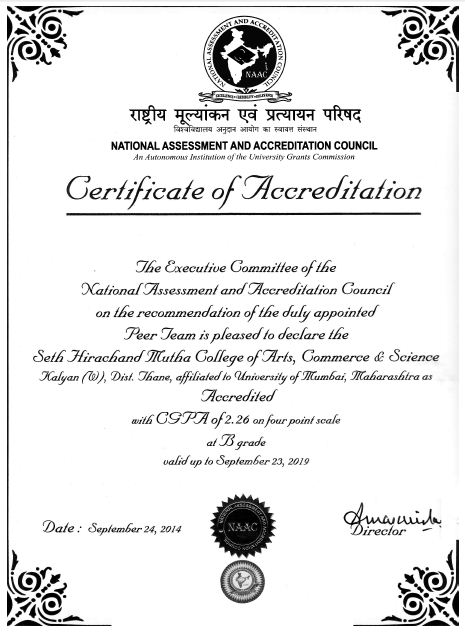 NATIONAL ASSESSMENT AND ACCREDITATION COUNCIL
NAAC
EXCELLENCE • CREDIBILITY • RELEVANCE
राष्ट्रीय मूल्यांकन एवं प्रत्यायन परिषद
विश्वविद्यालय अनुदान आयोग का स्वायत्त संस्थान
NATIONAL ASSESSMENT AND ACCREDITATION COUNCIL
An Autonomous Institution of the University Grants Commission
Certificate of Accreditation
The Executive Committee of the
National Assessment and Accreditation Council
on the recommendation of the duly appointed
Peer Team is pleased to declare the
Seth Hirachand Mutha College of Arts, Commerce & Science
Kalyan (W), Dist. Thane, affiliated to University of Mumbai, Maharashtra as
Accredited
with CGPA of 2.26 on four point scale
at B grade
valid up to September 23, 2019
Date : September 24, 2014
NAAC
Director